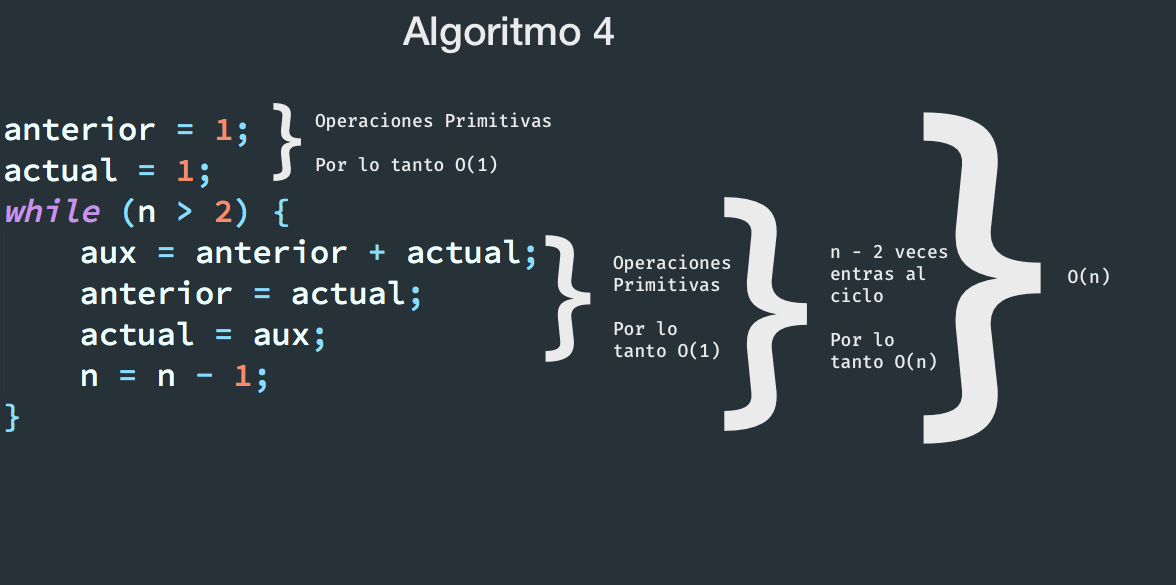 Algoritmo 4
anterior = 1;
actual = 1;
Operaciones Primitivas
Por lo tanto O(1)
while (n > 2) {
    aux = anterior + actual;
    anterior = actual;
    actual = aux;
    n = n - 1;
}
Operaciones
Primitivas
Por lo
tanto O(1)
n - 2 veces
entras al
ciclo
Por lo
tanto O(n)
O(n)